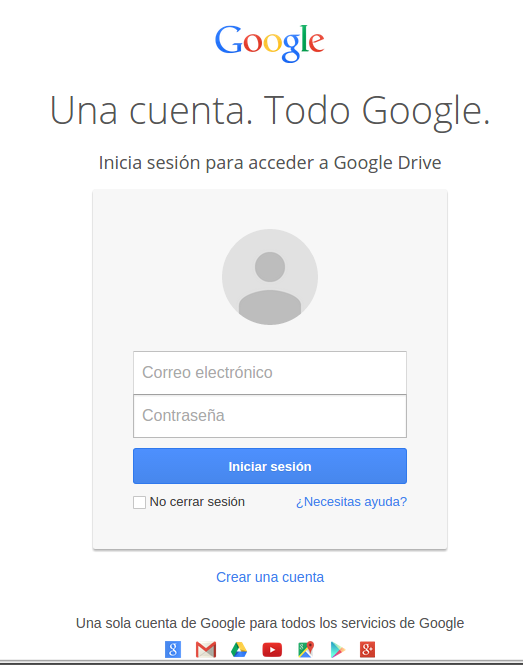 Google
Una cuenta. Todo Google.
Inicia sesión para acceder a Google Drive
Correo electrónico
Contraseña
Iniciar sesión
No cerrar sesión ¿Necesitas ayuda?
Crear una cuenta
Una sola cuenta de Google para todos los servicios de Google